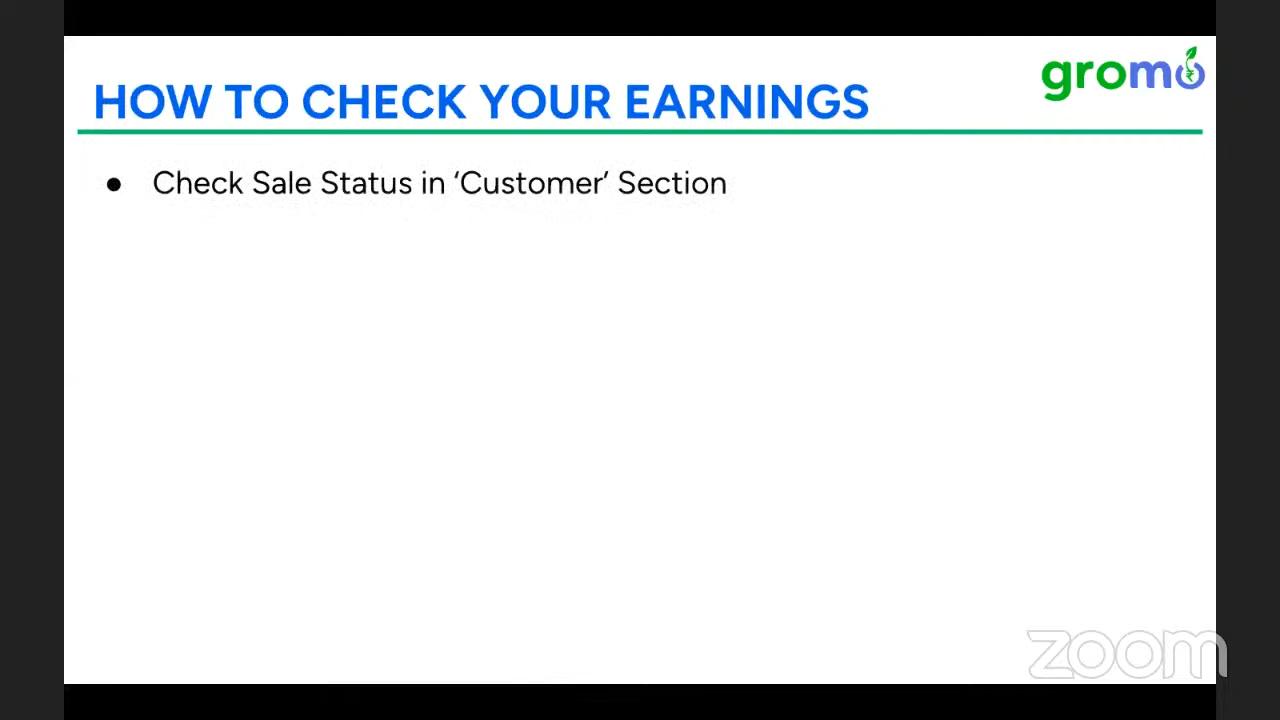 gromo
HOW TO CHECK YOUR EARNINGS
● Check Sale Status in ‘Customer’ Section
zoom